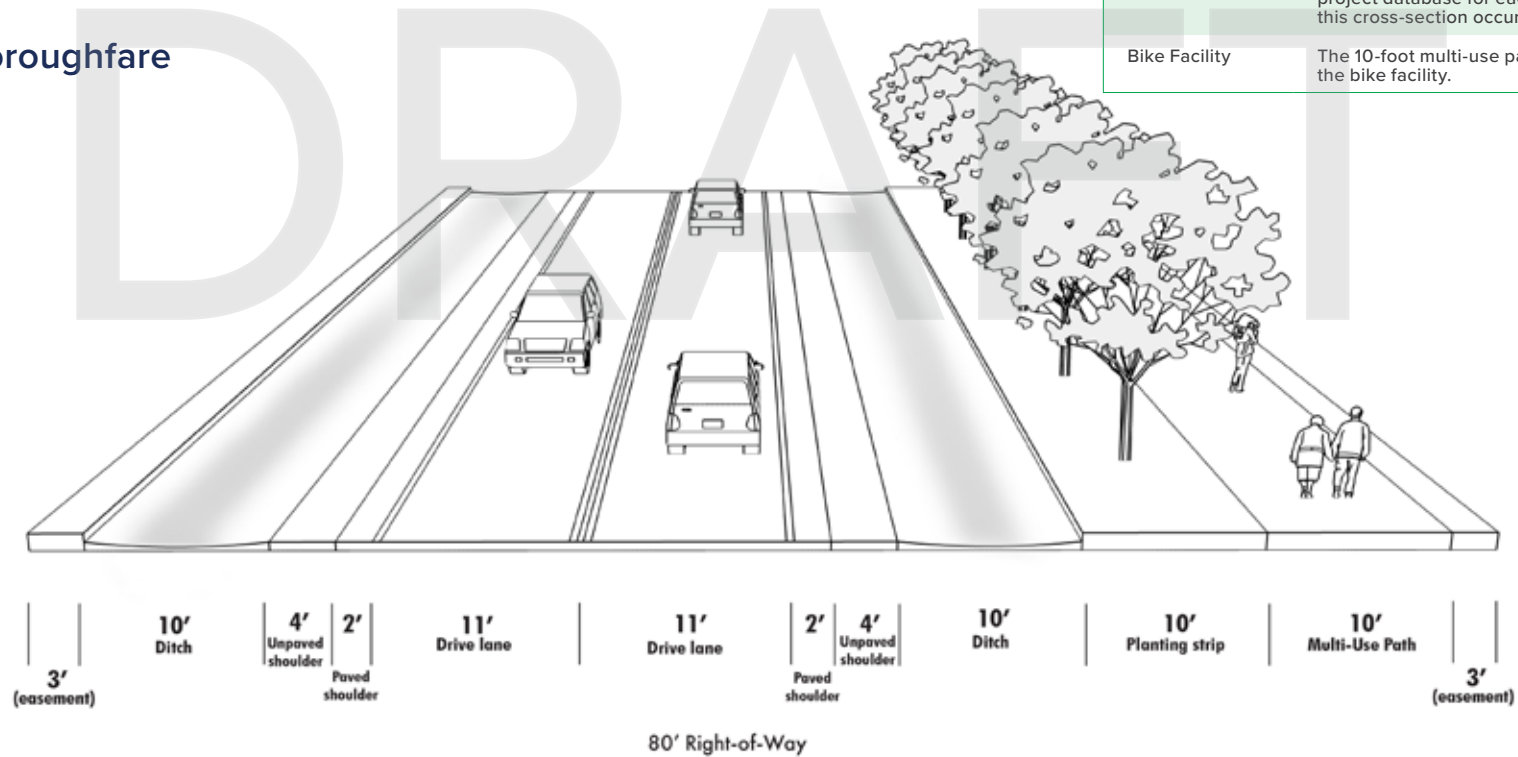 DRAFT
oroughfare
project database for ea
this cross-section occur
Bike Facility
The 10-foot multi-use pa
the bike facility.
3’
(easement)
10’
Ditch
4’
Unpaved
shoulder
2’
Paved
shoulder
11’
Drive lane
11’
Drive lane
2’
Paved
shoulder
4’
Unpaved
shoulder
10’
Ditch
10’
Planting strip
10’
Multi-Use Path
3’
(easement)
80’ Right-of-Way